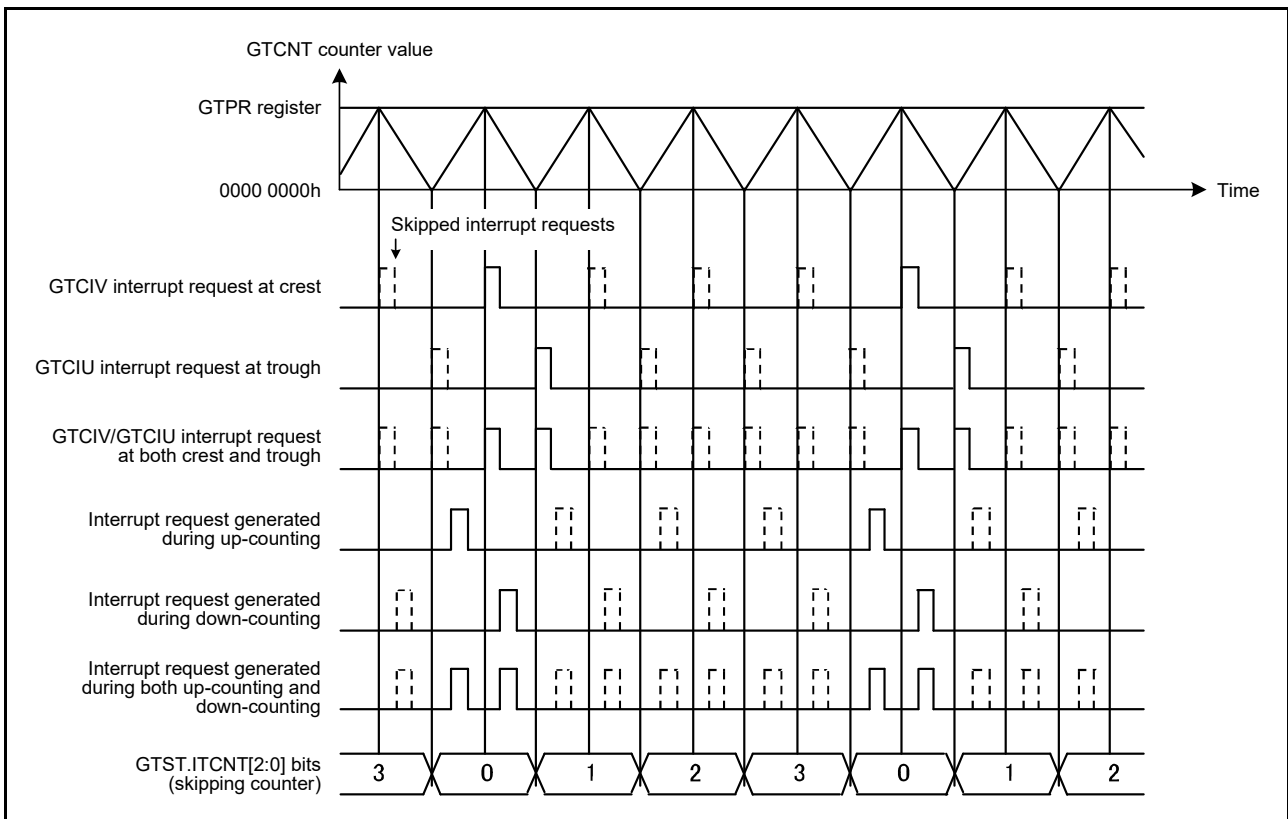 GTCNT counter value
GTPR register
0000 0000h
Time
Skipped interrupt requests
GTCIV interrupt request at crest
GTCIU interrupt request at trough
GTCIV/GTCIU interrupt request
at both crest and trough
Interrupt request generated
during up-counting
Interrupt request generated
during down-counting
Interrupt request generated
during both up-counting and
down-counting
GTST.ITCNT[2:0] bits
(skipping counter)
3 0 1 2 3 0 1 2